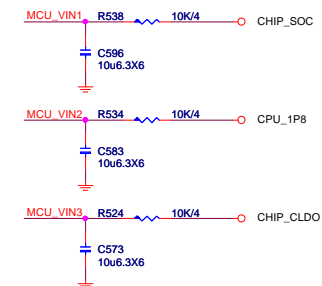 MCU_VIN1 R538 10K/4 CHIP_SOC
C596
10u6.3X6
MCU_VIN2 R534 10K/4 CPU_1P8
C583
10u6.3X6
MCU_VIN3 R524 10K/4 CHIP_CLDO
C573
10u6.3X6